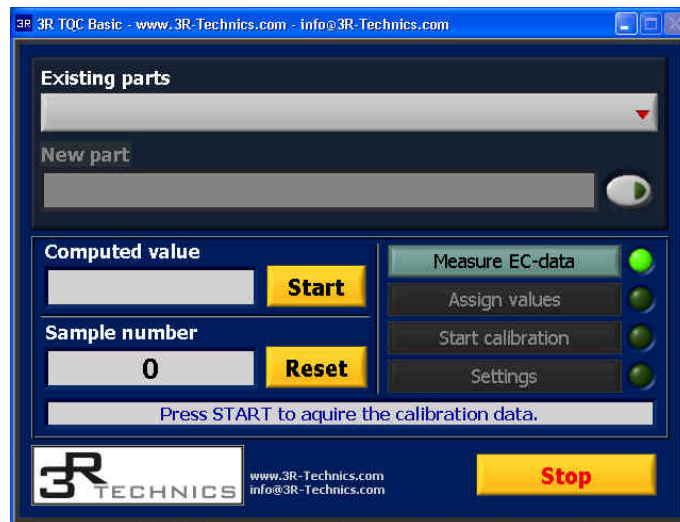 3R 3R TQC Basic - www.3R-Technics.com - info@3R-Technics.com
Existing parts
New part
Computed value
Start
Measure EC-data
Assign values
Sample number
0
Reset
Start calibration
Settings
Press START to aquire the calibration data.
3R TECHNICS
www.3R-Technics.com
info@3R-Technics.com
Stop